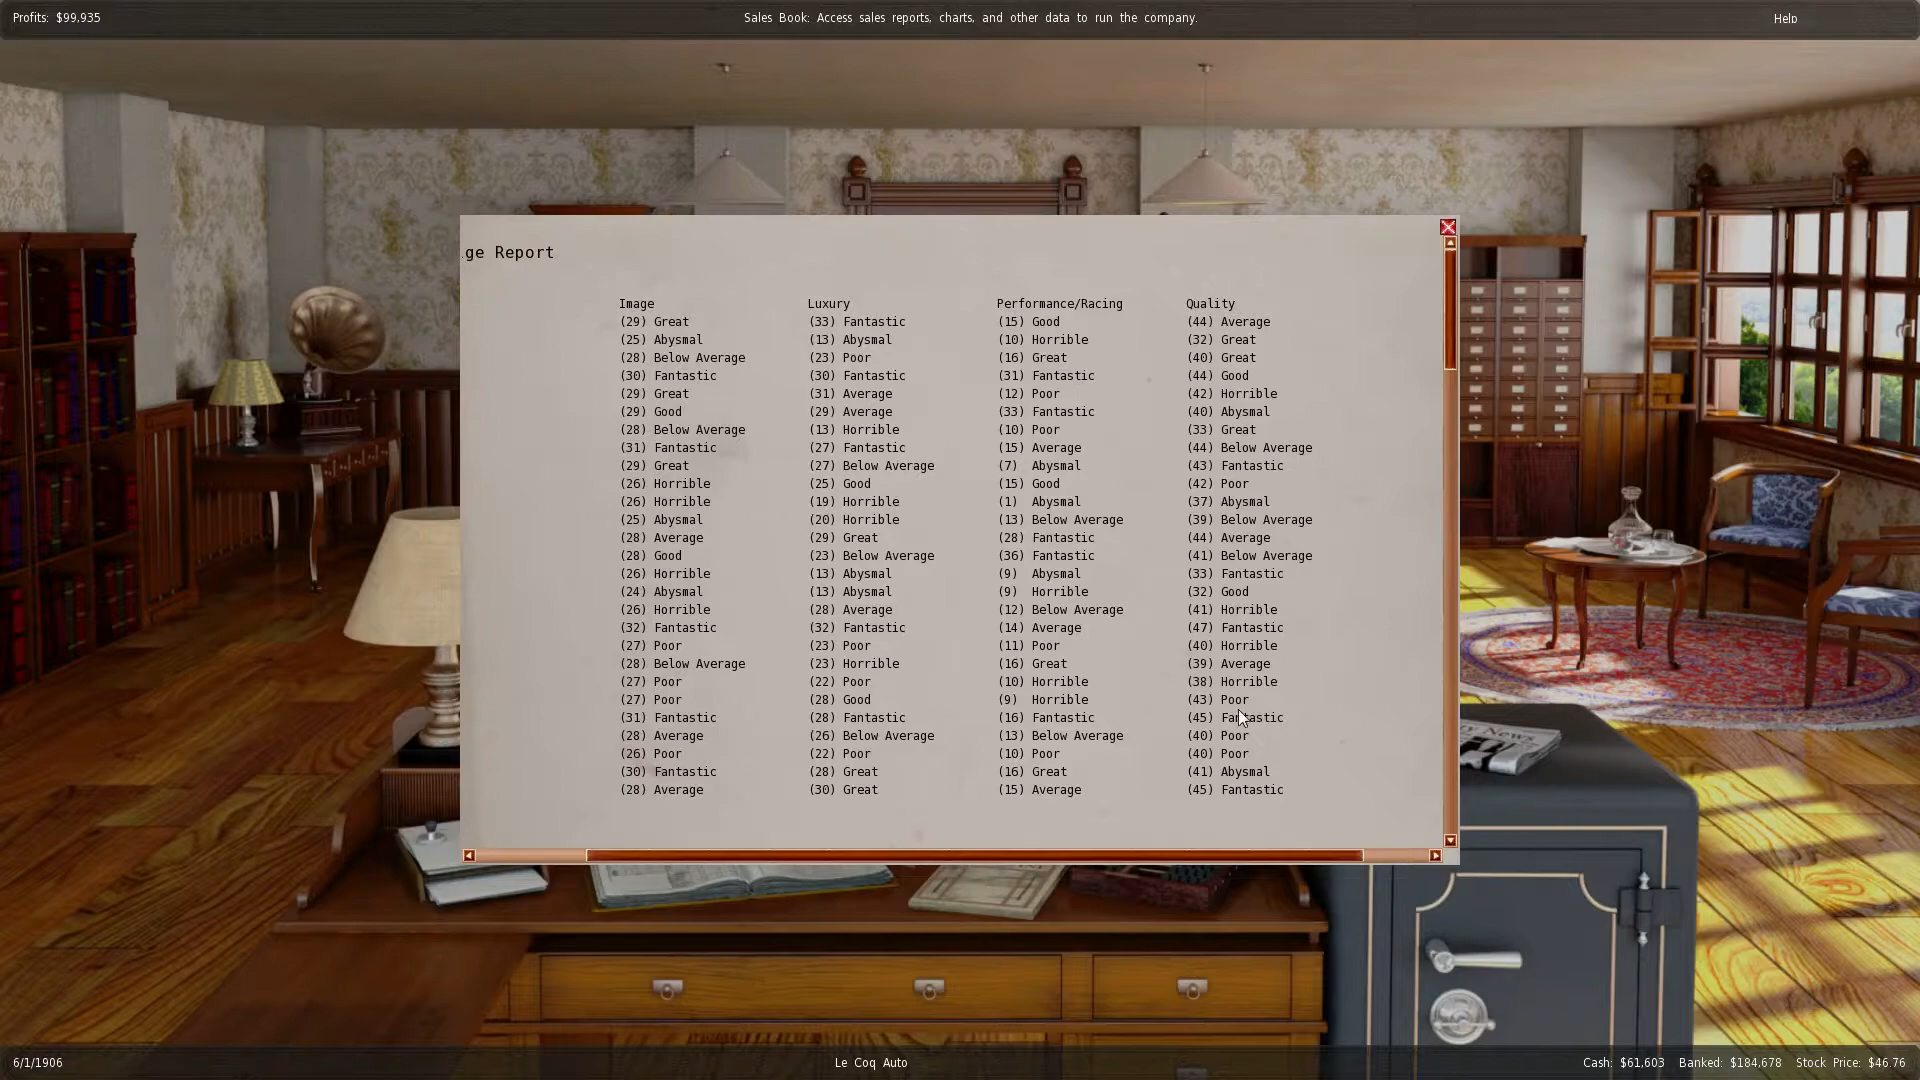 Profits: $99,935 Sales Book: Access sales reports, charts, and other data to run the company. Help
ge Report
Image Luxury Performance/Racing Quality
(29) Great (33) Fantastic (15) Good (44) Average
(25) Abysmal (13) Abysmal (10) Horrible (32) Great
(28) Below Average (23) Poor (16) Great (40) Great
(30) Fantastic (30) Fantastic (31) Fantastic (44) Good
(29) Great (31) Average (12) Poor (42) Horrible
(29) Good (29) Average (33) Fantastic (40) Abysmal
(28) Below Average (13) Horrible (10) Poor (33) Great
(31) Fantastic (27) Fantastic (15) Average (44) Below Average
(29) Great (27) Below Average (7) Abysmal (43) Fantastic
(26) Horrible (25) Good (15) Good (42) Poor
(26) Horrible (19) Horrible (1) Abysmal (37) Abysmal
(25) Abysmal (20) Horrible (13) Below Average (39) Below Average
(28) Average (29) Great (28) Fantastic (44) Average
(28) Good (23) Below Average (36) Fantastic (41) Below Average
(26) Horrible (13) Abysmal (9) Abysmal (33) Fantastic
(24) Abysmal (13) Abysmal (9) Horrible (32) Good
(26) Horrible (28) Average (12) Below Average (41) Horrible
(32) Fantastic (32) Fantastic (14) Average (47) Fantastic
(27) Poor (23) Poor (11) Poor (40) Horrible
(28) Below Average (23) Horrible (16) Great (39) Average
(27) Poor (22) Poor (10) Horrible (38) Horrible
(27) Poor (28) Good (9) Horrible (43) Poor
(31) Fantastic (28) Fantastic (16) Fantastic (45) Fantastic
(28) Average (26) Below Average (13) Below Average (40) Poor
(26) Poor (22) Poor (10) Poor (40) Poor
(30) Fantastic (28) Great (16) Great (41) Abysmal
(28) Average (30) Great (15) Average (45) Fantastic
News
6/1/1906 Le Coq Auto Cash: $61,603 Banked: $184,678 Stock Price: $46.76